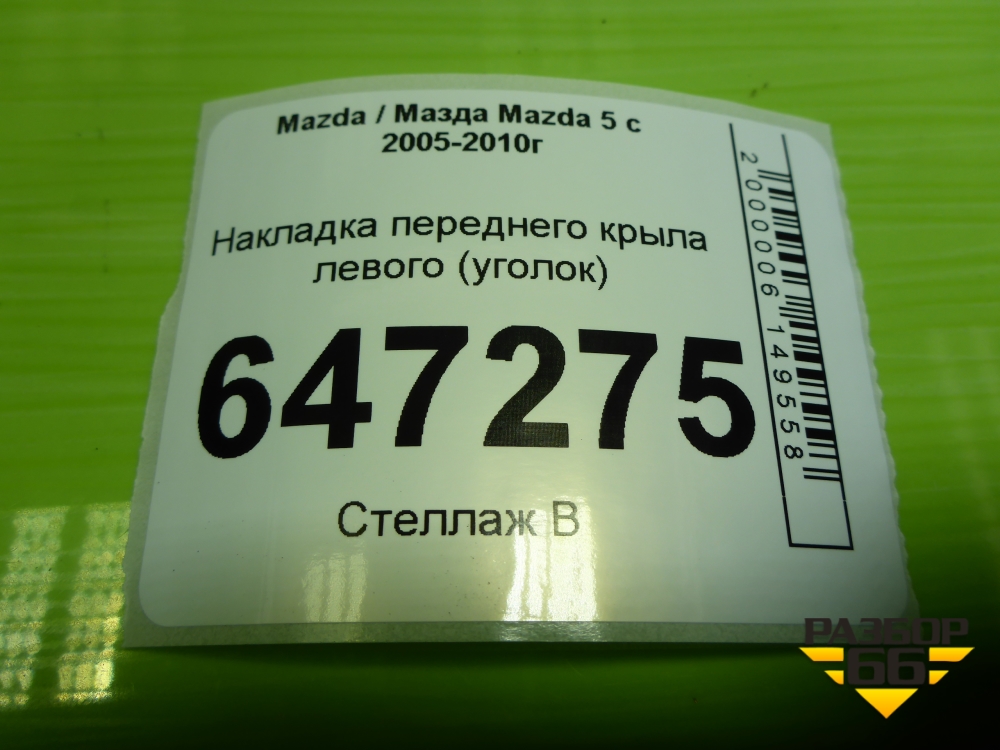 Mazda / Мазда Mazda 5 с
2005-2010г
Накладка переднего крыла
левого (уголок)
647275
Стеллаж В
2000006149558
РАЗБОР
66